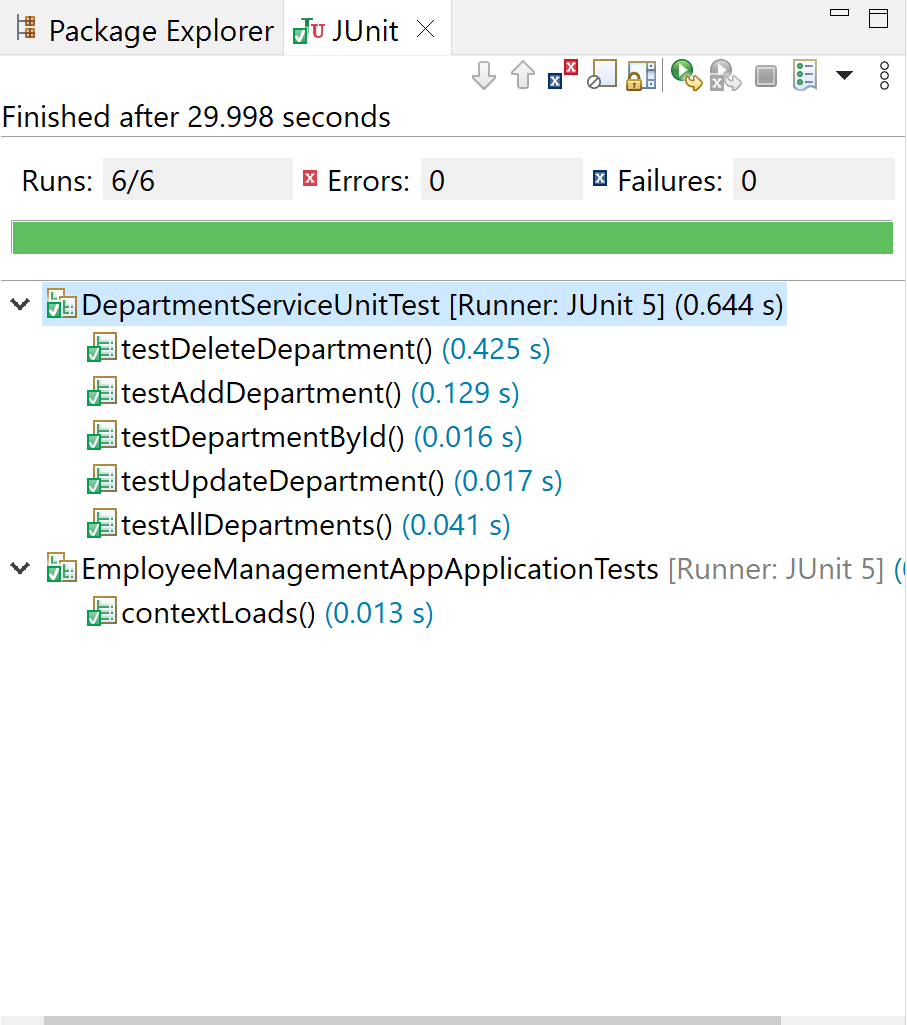 Package Explorer JUnit
Finished after 29.998 seconds
Runs: 6/6 Errors: 0 Failures: 0
DepartmentServiceUnitTest [Runner: JUnit 5] (0.644 s)
testDeleteDepartment() (0.425 s)
testAddDepartment() (0.129 s)
testDepartmentById() (0.016 s)
testUpdateDepartment() (0.017 s)
testAllDepartments() (0.041 s)
EmployeeManagementAppApplicationTests [Runner: JUnit 5] (
contextLoads() (0.013 s)